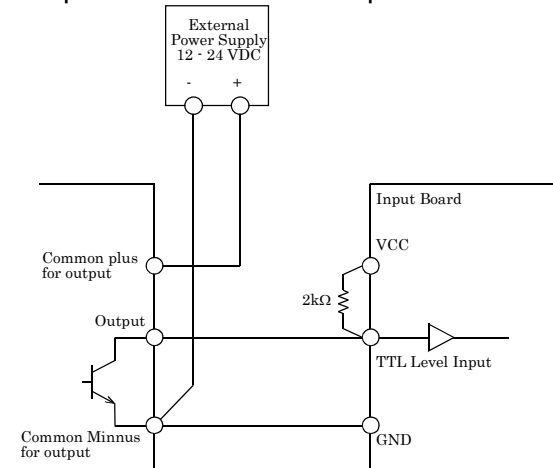 External
Power Supply
12 - 24 VDC
- +
Input Board
Common plus
for output
VCC
2kΩ
Output
TTL Level Input
Common Minnus
for output
GND